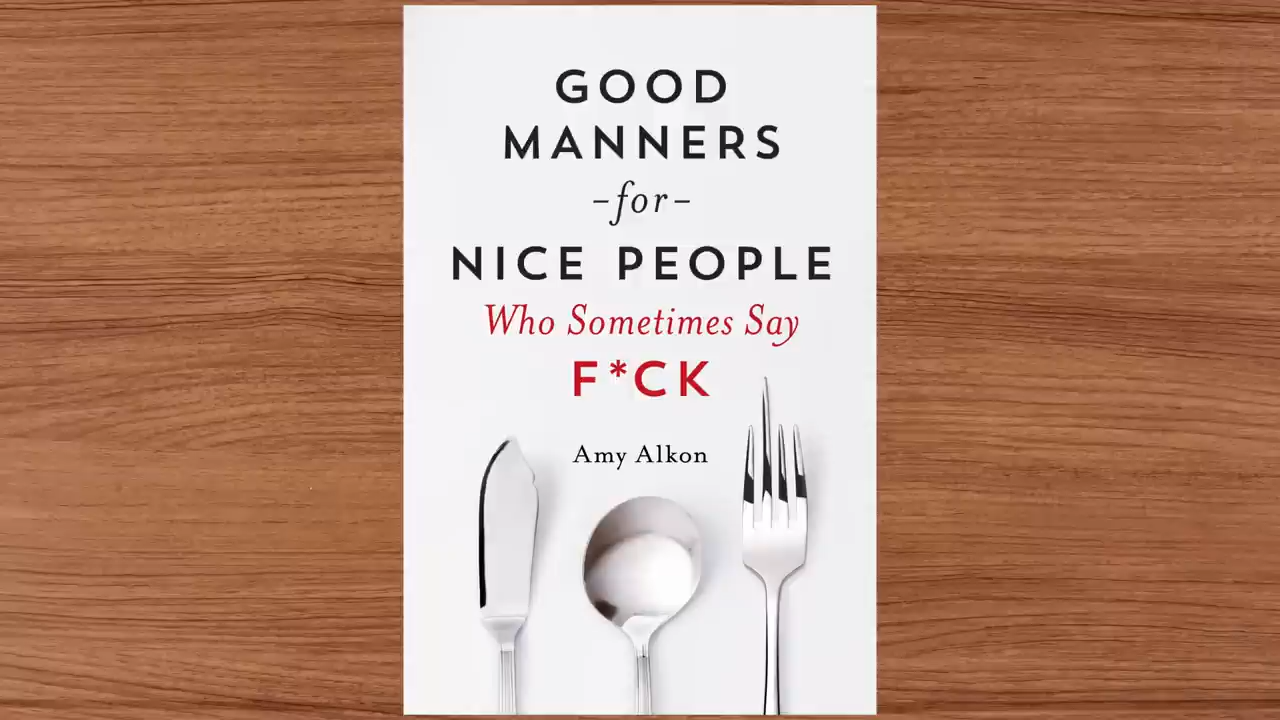 GOOD
MANNERS
-for-
NICE PEOPLE
Who Sometimes Say
F*CK
Amy Alkon